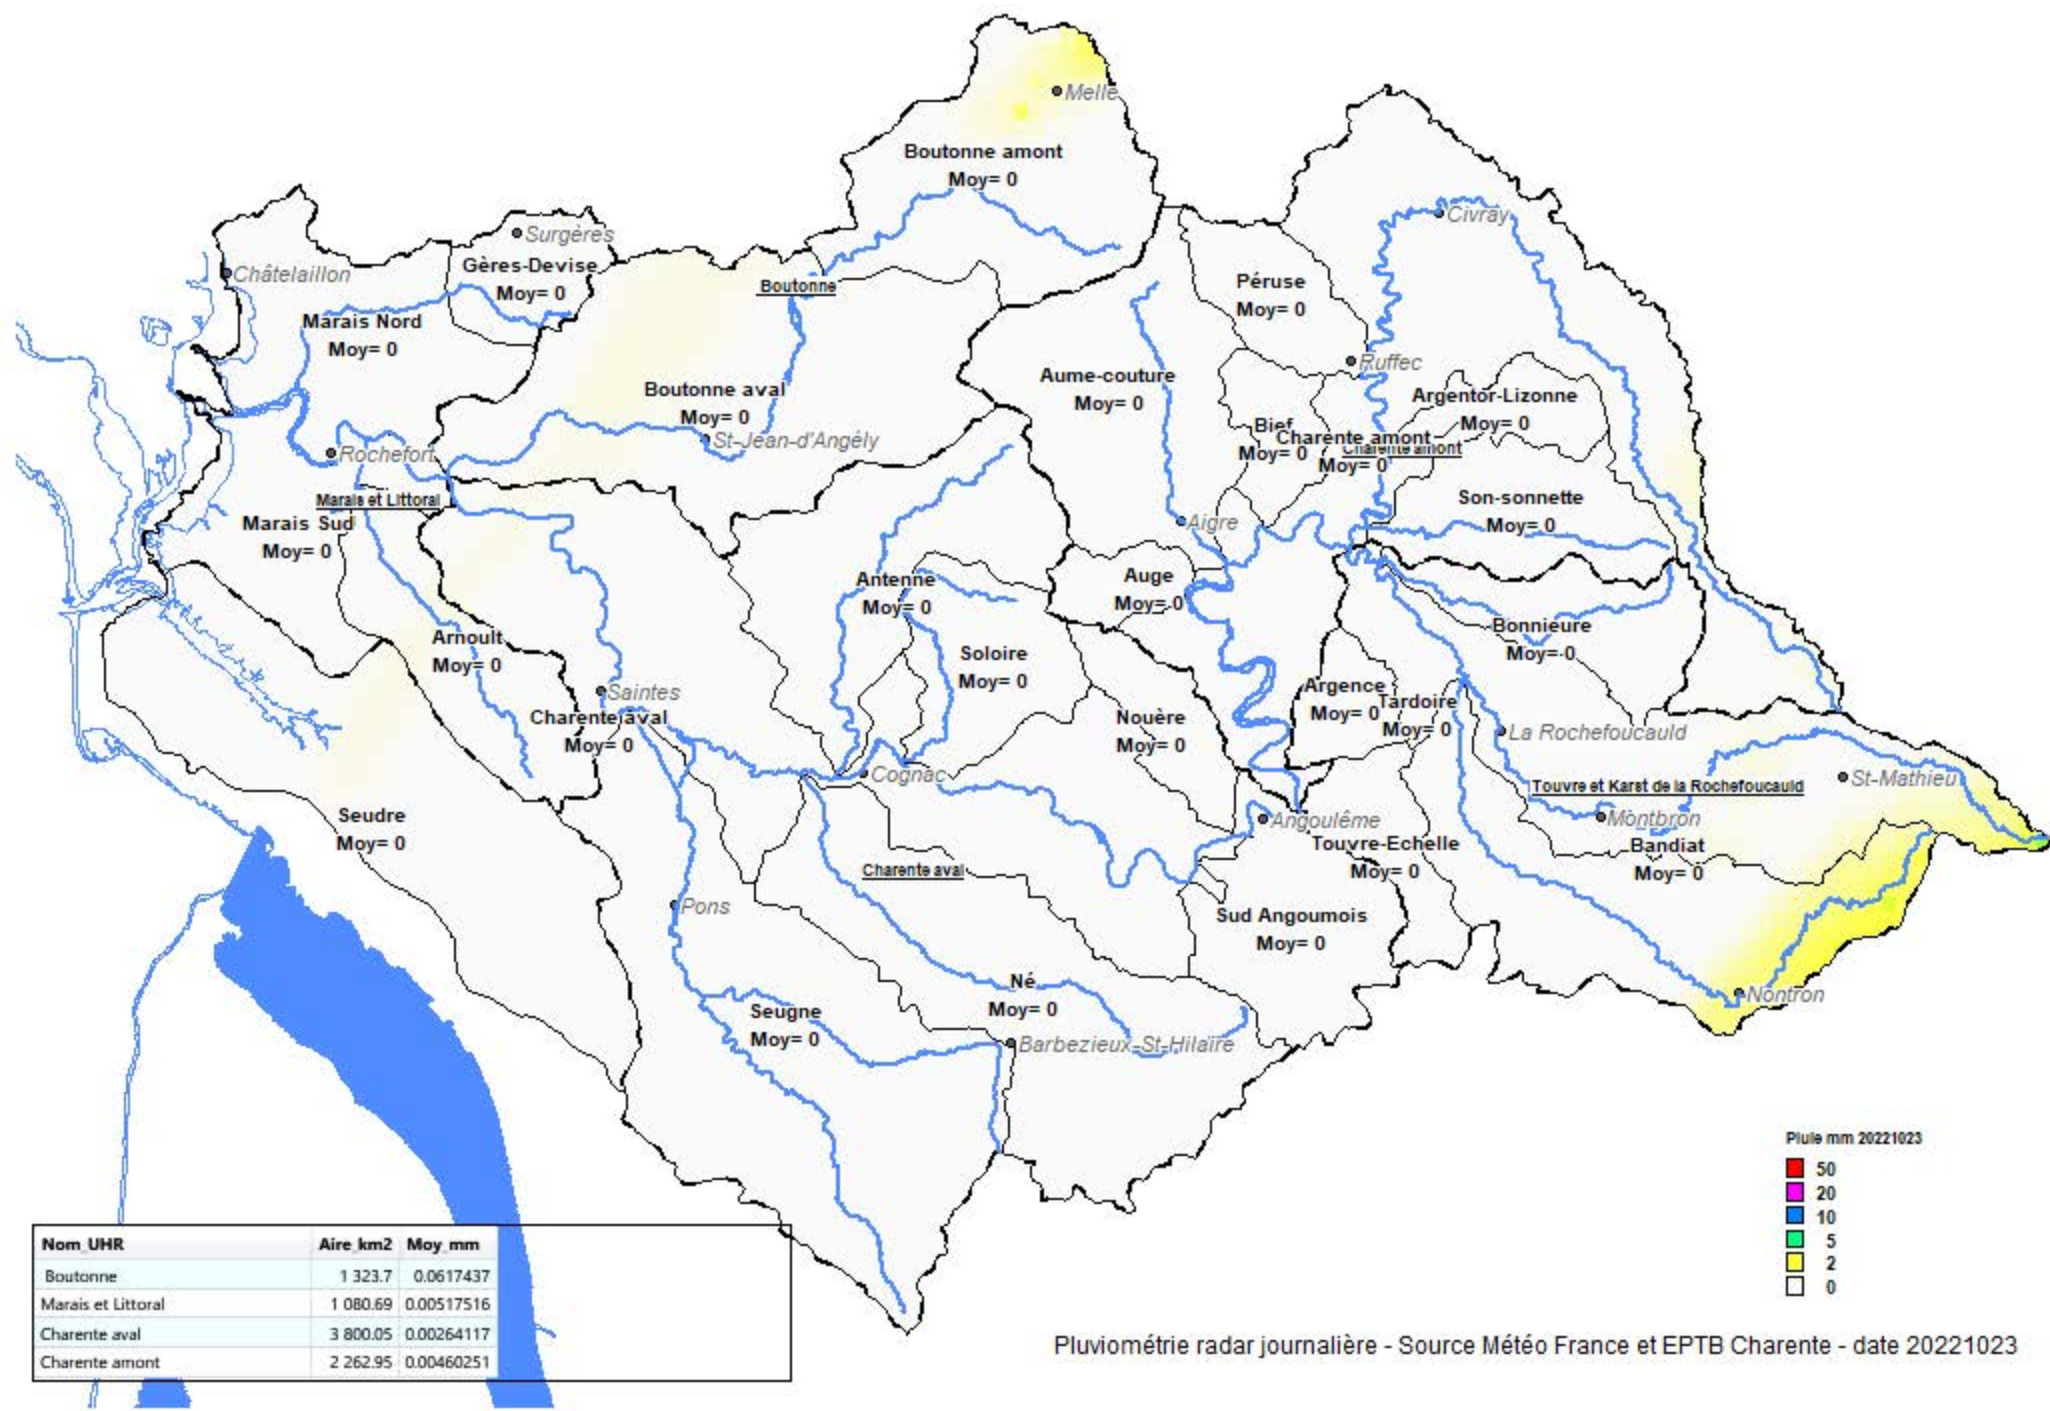 Melle
Boutonne amont
Moy= 0
Civray
Surgères
Châtelaillon
Gères-Devise
Moy= 0
Boutonne
Péruse
Moy= 0
Marais Nord
Moy= 0
Ruffec
Aume-couture
Moy= 0
Boutonne aval
Moy= 0
Argentor-Lizonne
Moy= 0
St-Jean-d'Angély
Bief
Moy= 0
Charente amont
Moy= 0
Charente amont
Rochefort
Marais et Littoral
Son-sonnette
Moy= 0
Marais Sud
Moy= 0
Aigre
Antenne
Moy= 0
Auge
Moy= 0
Bonnieure
Moy= 0
Arnoult
Moy= 0
Soloire
Moy= 0
Saintes
Argence
Moy= 0
Tardoire
Moy= 0
Charente aval
Moy= 0
Nouère
Moy= 0
La Rochefoucauld
Cognac
Touvre et Karst de la Rochefoucauld
St-Mathieu
Seudre
Moy= 0
Angoulême
Montbron
Touvre-Echelle
Moy= 0
Bandiat
Moy= 0
Charente aval
Pons
Sud Angoumois
Moy= 0
Né
Moy= 0
Nontron
Seugne
Moy= 0
Barbezieux-St-Hilaire
Pluie mm 20221023
50
20
10
5
2
0
Nom_UHR Aire_km2 Moy_mm
Boutonne 1 323.7 0.0617437
Marais et Littoral 1 080.69 0.00517516
Charente aval 3 800.05 0.00264117
Charente amont 2 262.95 0.00460251
Pluviométrie radar journalière - Source Météo France et EPTB Charente - date 20221023